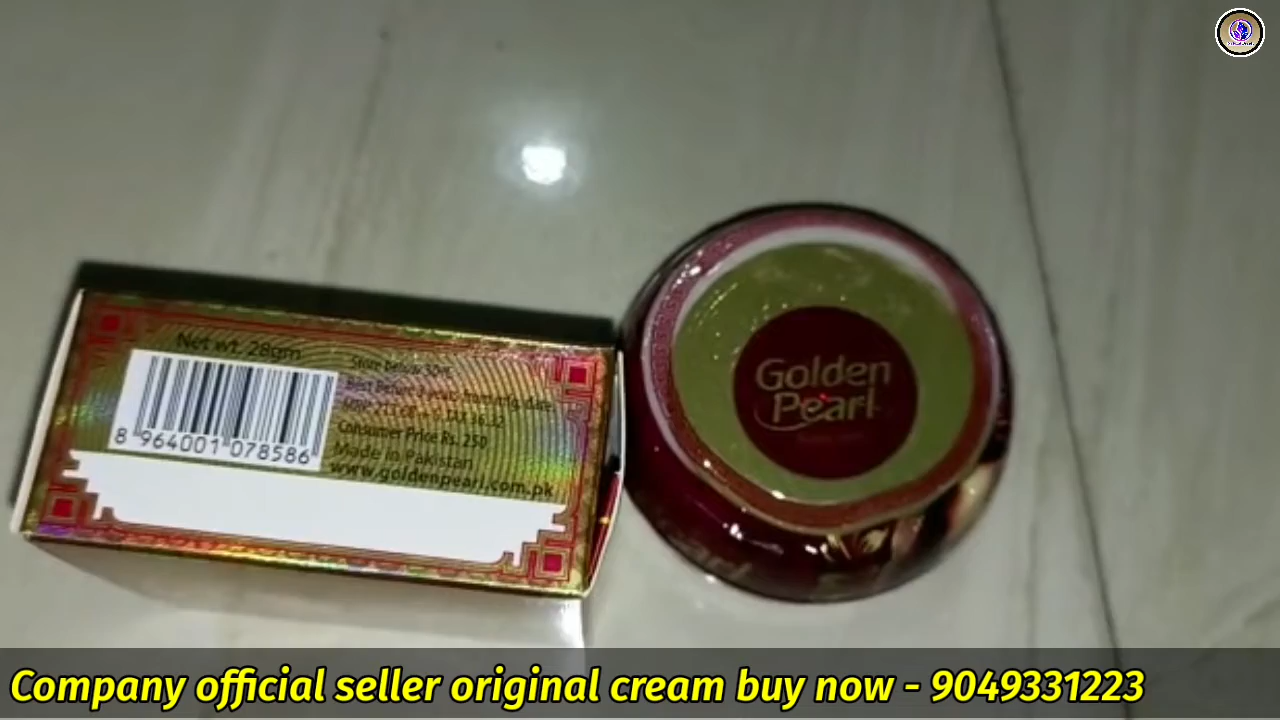 Net wt. 28gm
Store below 30°C
8 964001 078586
Consumer Price Rs. 250
Made in Pakistan
www.goldenpearl.com.pk
Golden
Pearl
Company official seller original cream buy now - 9049331223